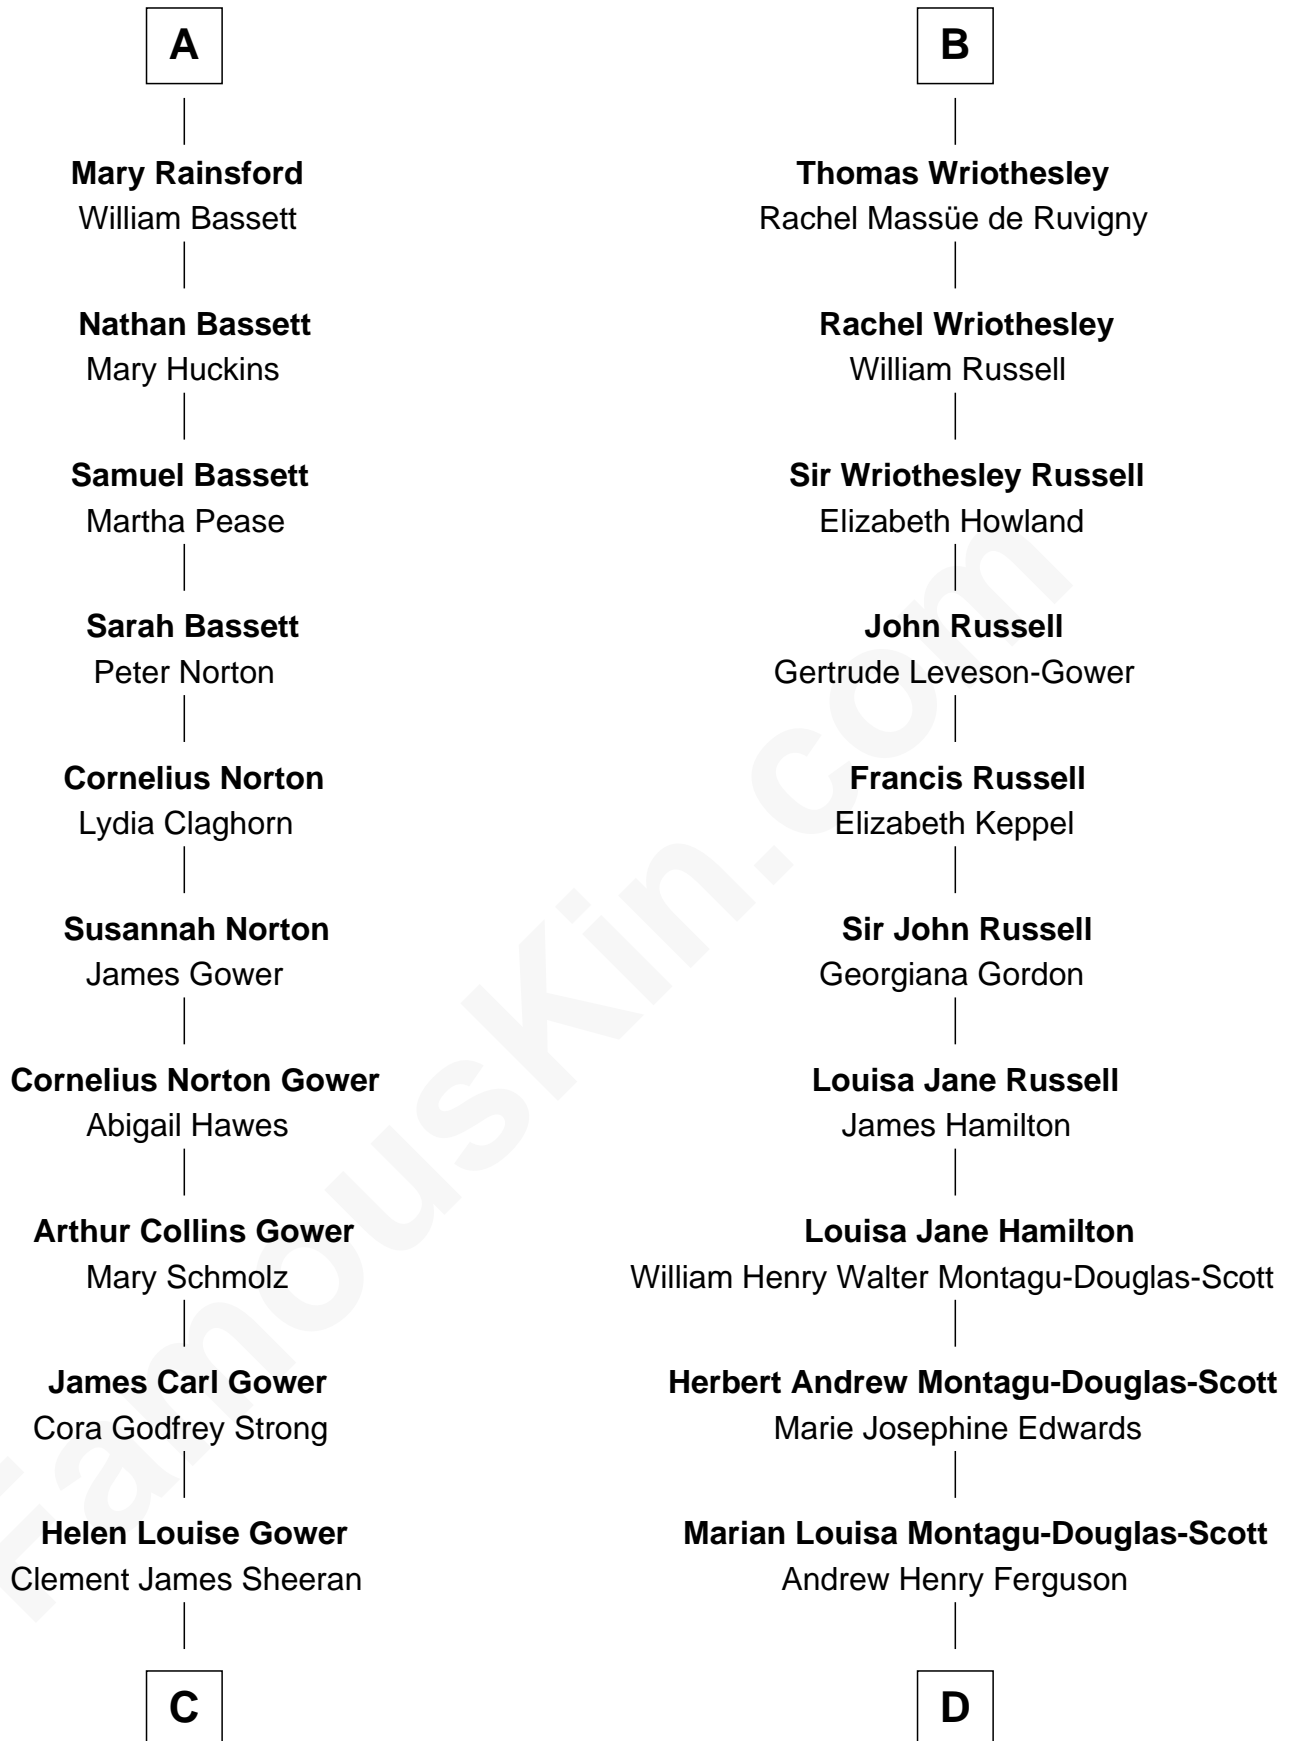 A
Mary Rainsford
William Bassett
Nathan Bassett
Mary Huckins
Samuel Bassett
Martha Pease
Sarah Bassett
Peter Norton
Cornelius Norton
Lydia Claghorn
Susannah Norton
James Gower
Cornelius Norton Gower
Abigail Hawes
Arthur Collins Gower
Mary Schmolz
James Carl Gower
Cora Godfrey Strong
Helen Louise Gower
Clement James Sheeran
C
B
Thomas Wriothesley
Rachel Massüe de Ruvigny
Rachel Wriothesley
William Russell
Sir Wriothesley Russell
Elizabeth Howland
John Russell
Gertrude Leveson-Gower
Francis Russell
Elizabeth Keppel
Sir John Russell
Georgiana Gordon
Louisa Jane Russell
James Hamilton
Louisa Jane Hamilton
William Henry Walter Montagu-Douglas-Scott
Herbert Andrew Montagu-Douglas-Scott
Marie Josephine Edwards
Marian Louisa Montagu-Douglas-Scott
Andrew Henry Ferguson
D
FamousKin.com